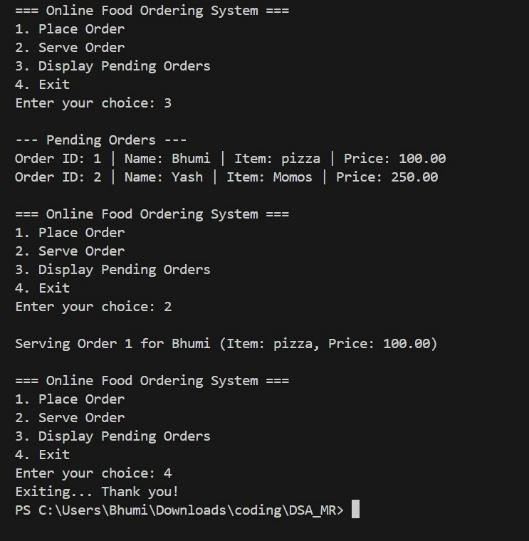 === Online Food Ordering System ===
1. Place Order
2. Serve Order
3. Display Pending Orders
4. Exit
Enter your choice: 3

--- Pending Orders ---
Order ID: 1 | Name: Bhumi | Item: pizza | Price: 100.00
Order ID: 2 | Name: Yash | Item: Momos | Price: 250.00

=== Online Food Ordering System ===
1. Place Order
2. Serve Order
3. Display Pending Orders
4. Exit
Enter your choice: 2

Serving Order 1 for Bhumi (Item: pizza, Price: 100.00)

=== Online Food Ordering System ===
1. Place Order
2. Serve Order
3. Display Pending Orders
4. Exit
Enter your choice: 4
Exiting... Thank you!
PS C:\Users\Bhumi\Downloads\coding\DSA_MR>